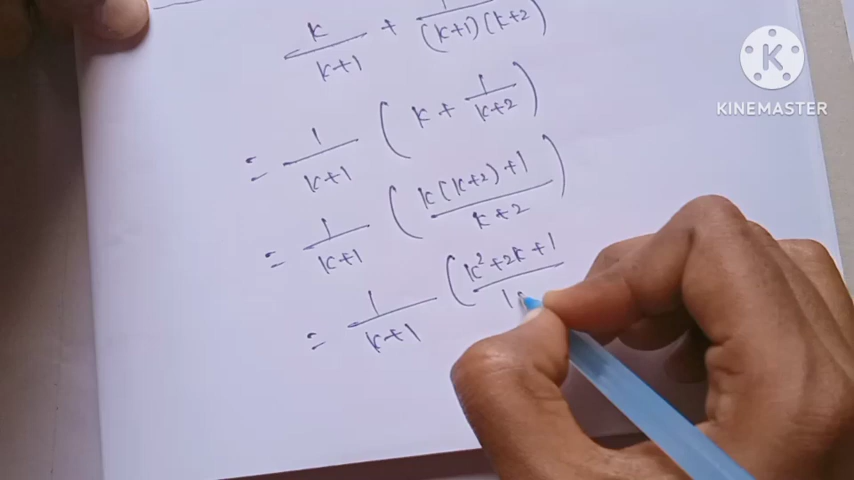 k/(k+1) + 1/((k+1)(k+2))
= 1/(k+1) (k + 1/(k+2))
= 1/(k+1) ((k(k+2)+1)/(k+2))
= 1/(k+1) ((k²+2k+1)/
K
KINEMASTER